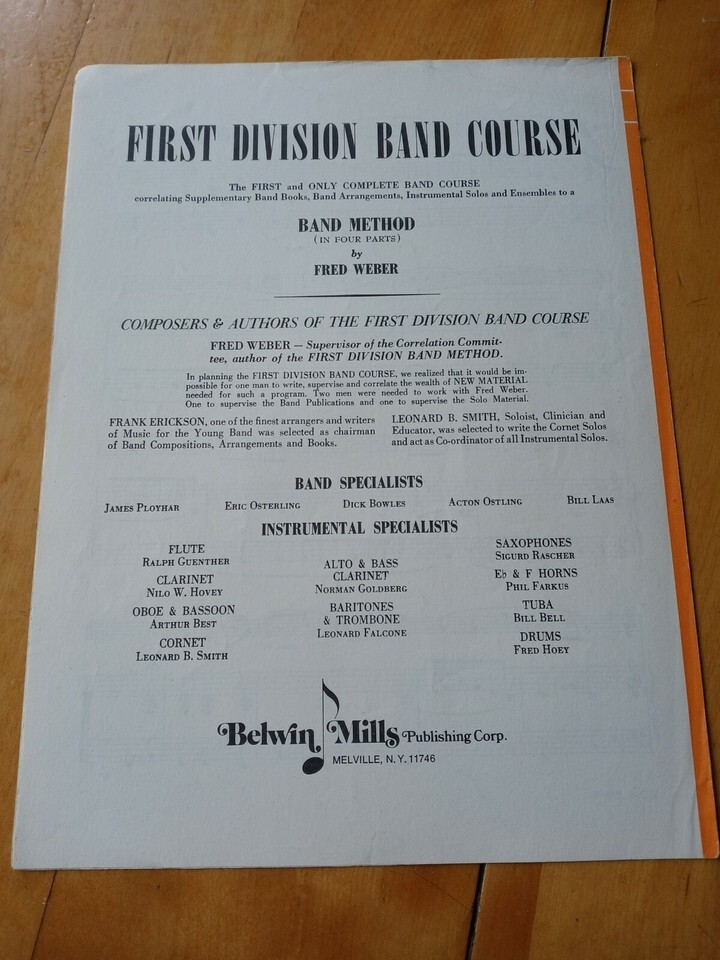 FIRST DIVISION BAND COURSE
The FIRST and ONLY COMPLETE BAND COURSE
correlating Supplementary Band Books, Band Arrangements, Instrumental Solos and Ensembles to a
BAND METHOD
(IN FOUR PARTS)
by
FRED WEBER
COMPOSERS & AUTHORS OF THE FIRST DIVISION BAND COURSE
FRED WEBER — Supervisor of the Correlation Commit-
tee, author of the FIRST DIVISION BAND METHOD.
In planning the FIRST DIVISION BAND COURSE, we realized that it would be im-
possible for one man to write, supervise and correlate the wealth of NEW MATERIAL
needed for such a program. Two men were needed to work with Fred Weber.
One to supervise the Band Publications and one to supervise the Solo Material.
FRANK ERICKSON, one of the finest arrangers and writers
of Music for the Young Band was selected as chairman
of Band Compositions, Arrangements and Books.
LEONARD B. SMITH, Soloist, Clinician and
Educator, was selected to write the Cornet Solos
and act as Co-ordinator of all Instrumental Solos.
BAND SPECIALISTS
JAMES PLOYHAR ERIC OSTERLING DICK BOWLES ACTON OSTLING BILL LAAS
INSTRUMENTAL SPECIALISTS
FLUTE
RALPH GUENTHER
CLARINET
NILO W. HOVEY
OBOE & BASSOON
ARTHUR BEST
CORNET
LEONARD B. SMITH
ALTO & BASS
CLARINET
NORMAN GOLDBERG
BARITONES
& TROMBONE
LEONARD FALCONE
SAXOPHONES
SIGURD RASCHER
E♭ & F HORNS
PHIL FARKUS
TUBA
BILL BELL
DRUMS
FRED HOEY
Belwin Mills Publishing Corp.
MELVILLE, N. Y. 11746